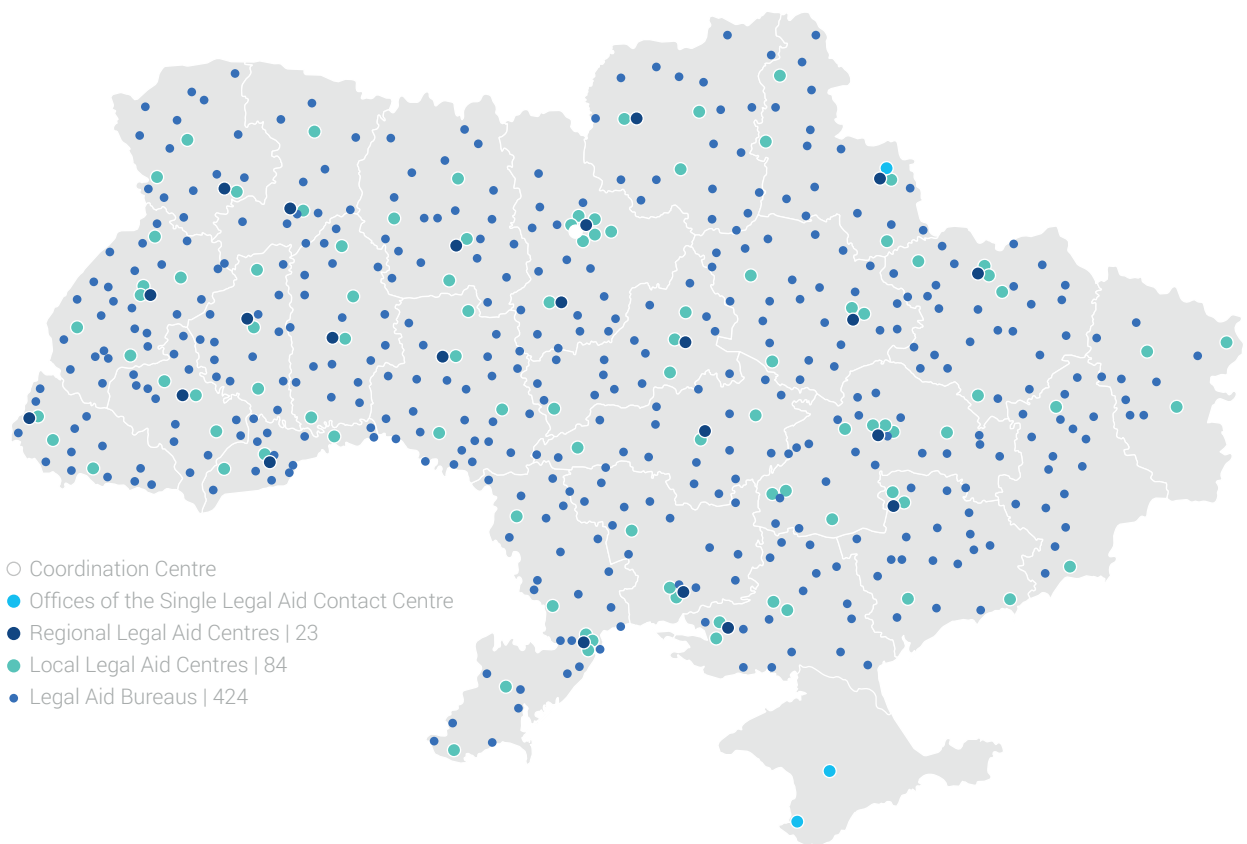 Coordination Centre
Offices of the Single Legal Aid Contact Centre
Regional Legal Aid Centres | 23
Local Legal Aid Centres | 84
Legal Aid Bureaus | 424